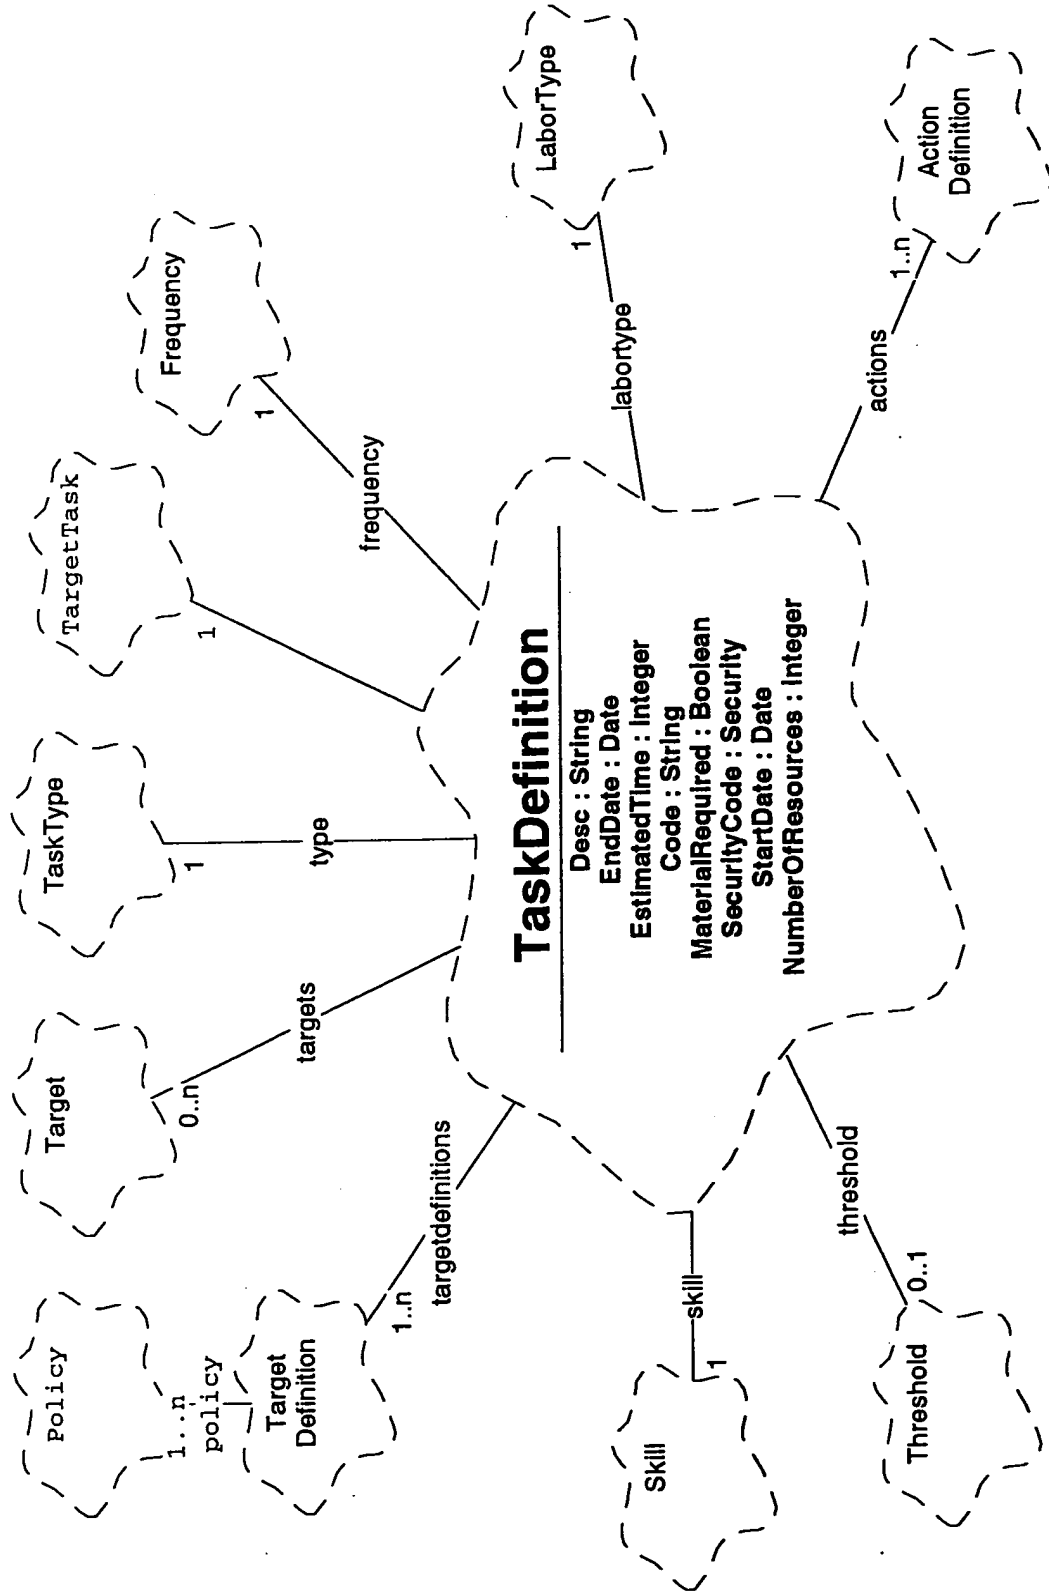 Policy
1..n
policy
Target
Definition
1..n
targetdefinitions
Target
0..n
targets
TaskType
1
type
TargetTask
1
Frequency
1
frequency
LaborType
1
labortype
Action
Definition
1..n
actions
TaskDefinition
Desc : String
EndDate : Date
EstimatedTime : Integer
Code : String
MaterialRequired : Boolean
SecurityCode : Security
StartDate : Date
NumberOfResources : Integer
Skill
1
skill
Threshold
0..1
threshold